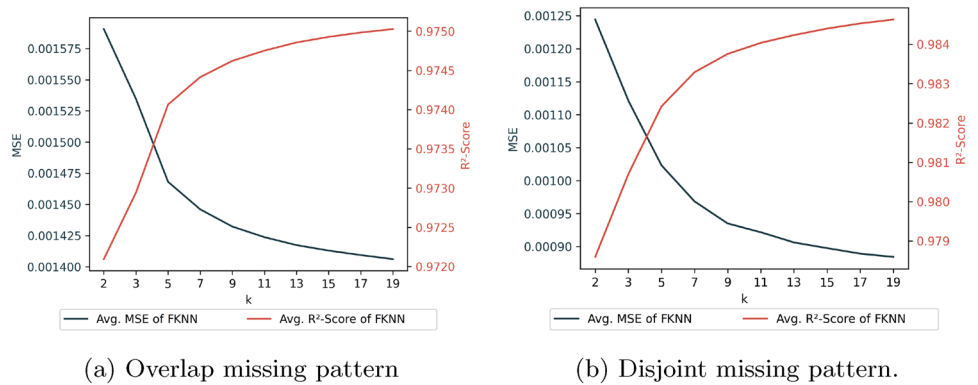 0.001575
0.001550
0.001525
0.001500
0.001475
0.001450
0.001425
0.001400
MSE
0.9750
0.9745
0.9740
0.9735
0.9730
0.9725
0.9720
R²-Score
2 3 5 7 9 11 13 15 17 19
k
Avg. MSE of FKNN Avg. R²-Score of FKNN
(a) Overlap missing pattern
0.00125
0.00120
0.00115
0.00110
0.00105
0.00100
0.00095
0.00090
MSE
0.984
0.983
0.982
0.981
0.980
0.979
R²-Score
2 3 5 7 9 11 13 15 17 19
k
Avg. MSE of FKNN Avg. R²-Score of FKNN
(b) Disjoint missing pattern.